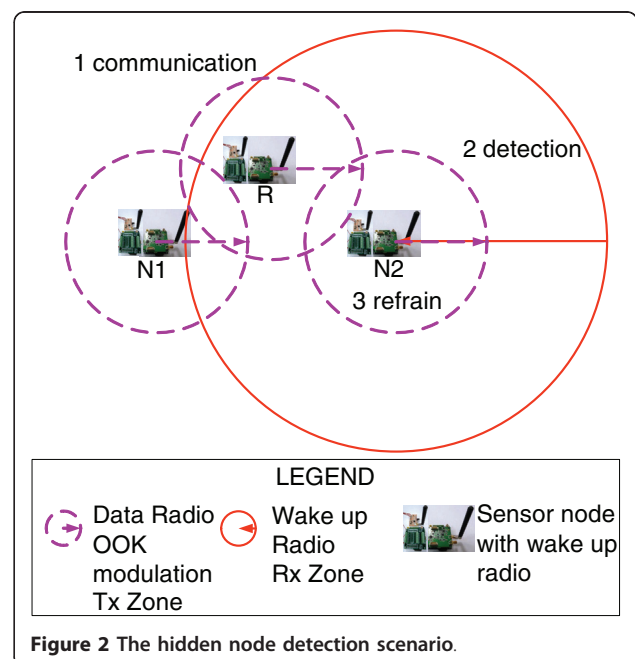 1 communication
2 detection
R
N1
N2
3 refrain
LEGEND
Data Radio
OOK
modulation
Tx Zone
Wake up
Radio
Rx Zone
Sensor node
with wake up
radio
Figure 2 The hidden node detection scenario.